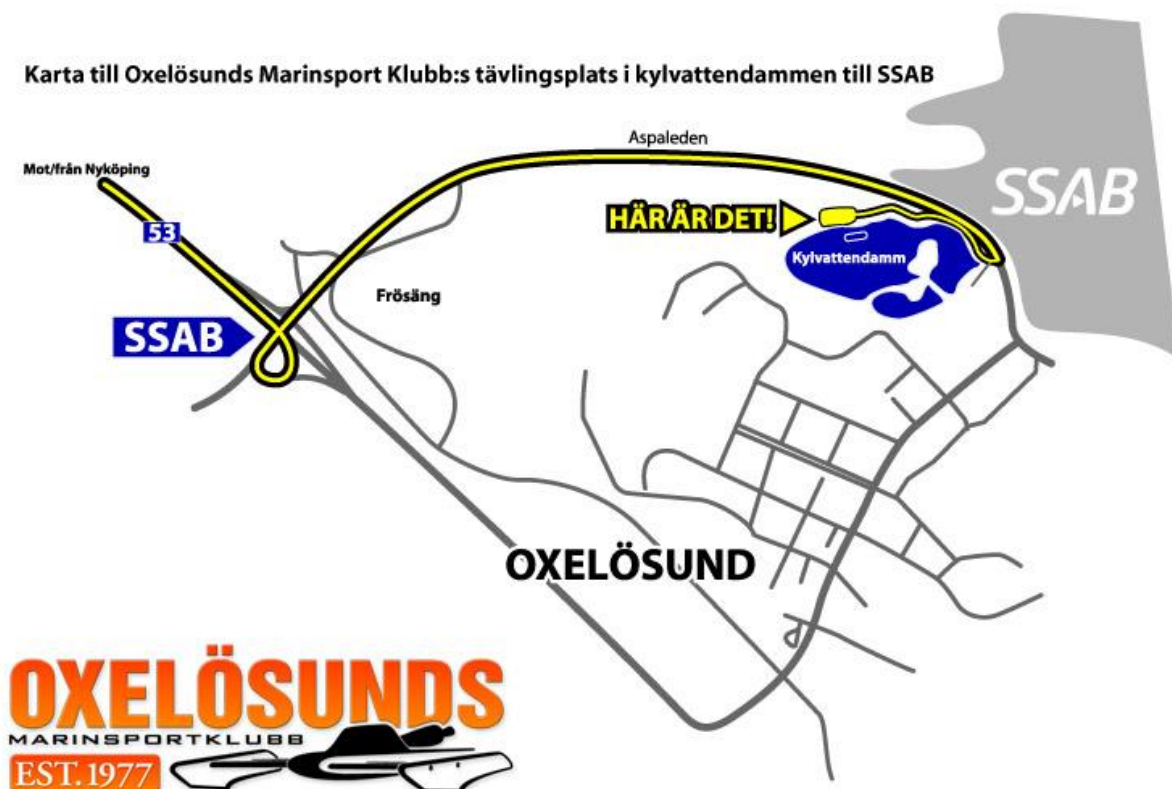 Karta till Oxelösunds Marinsport Klubb:s tävlingsplats i kylvattendammen till SSAB
Aspaleden
Mot/från Nyköping
SSAB
HÄR ÄR DET!
53
Kylvattendamm
Frösäng
SSAB
OXELÖSUND
OXELÖSUNDS
MARINSPORTKLUBB
EST. 1977